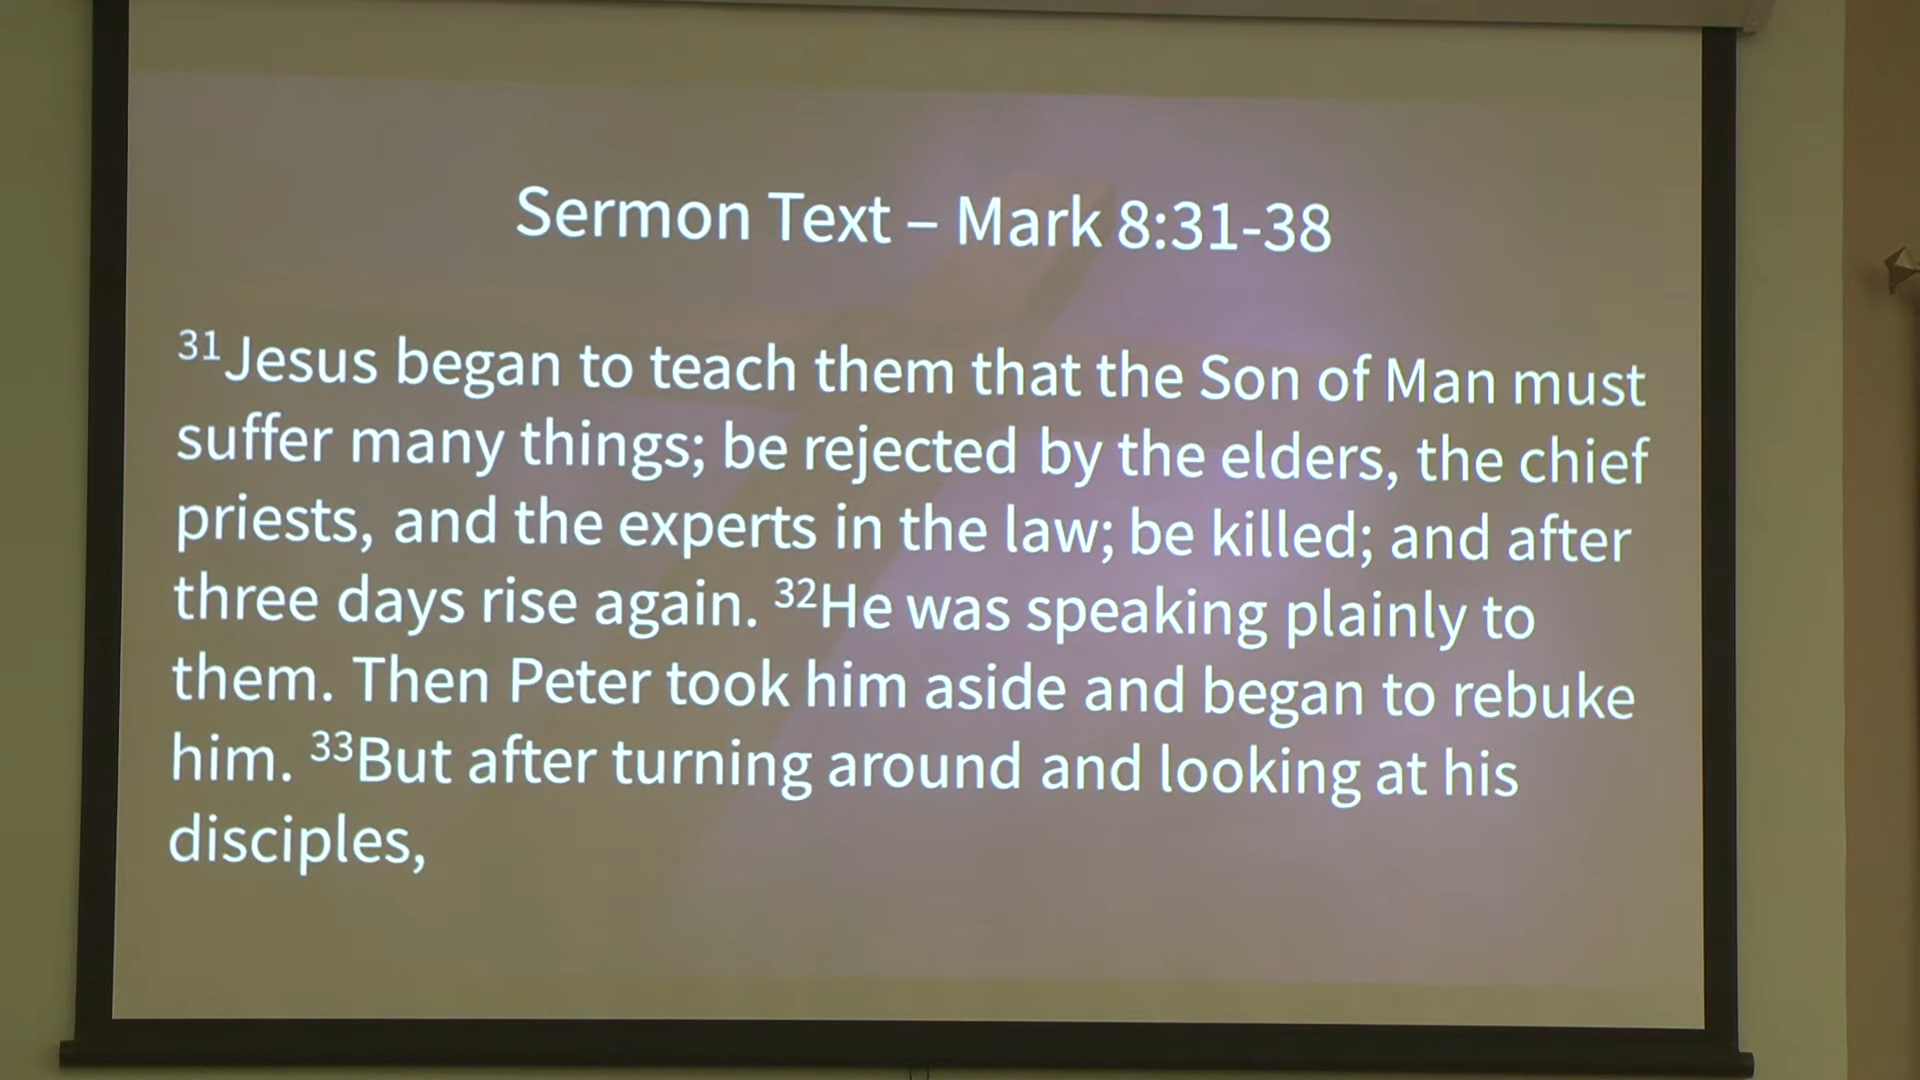 Sermon Text – Mark 8:31-38
31Jesus began to teach them that the Son of Man must
suffer many things; be rejected by the elders, the chief
priests, and the experts in the law; be killed; and after
three days rise again. 32He was speaking plainly to
them. Then Peter took him aside and began to rebuke
him. 33But after turning around and looking at his
disciples,